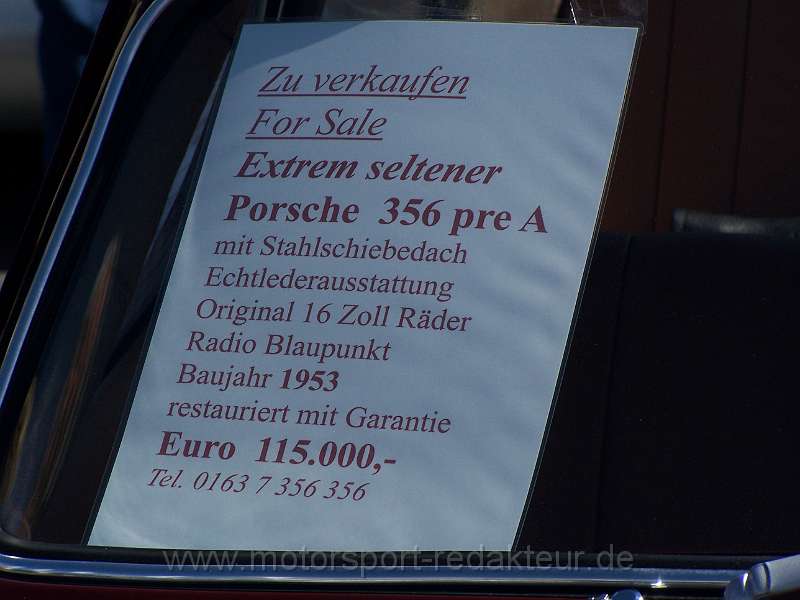 Zu verkaufen
For Sale
Extrem seltener
Porsche 356 pre A
mit Stahlschiebedach
Echtlederausstattung
Original 16 Zoll Räder
Radio Blaupunkt
Baujahr 1953
restauriert mit Garantie
Euro 115.000,-
Tel. 0163 7 356 356
www.motorsport-redakteur.de